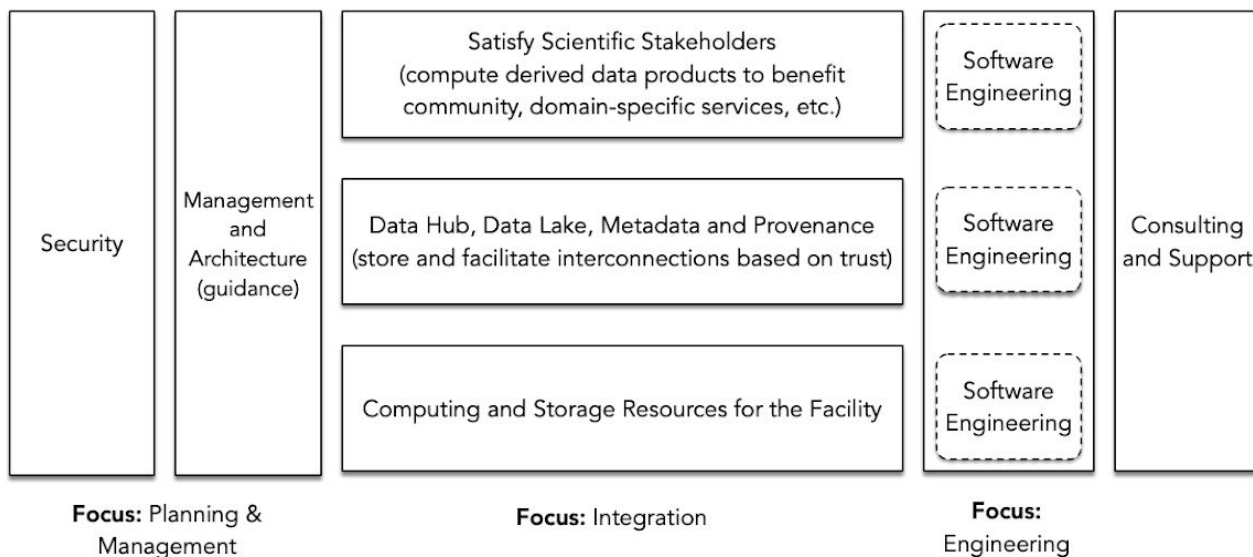 Security
Management
and
Architecture
(guidance)
Satisfy Scientific Stakeholders
(compute derived data products to benefit
community, domain-specific services, etc.)
Data Hub, Data Lake, Metadata and Provenance
(store and facilitate interconnections based on trust)
Computing and Storage Resources for the Facility
Software
Engineering
Software
Engineering
Software
Engineering
Consulting
and Support
Focus: Planning &
Management
Focus: Integration
Focus:
Engineering